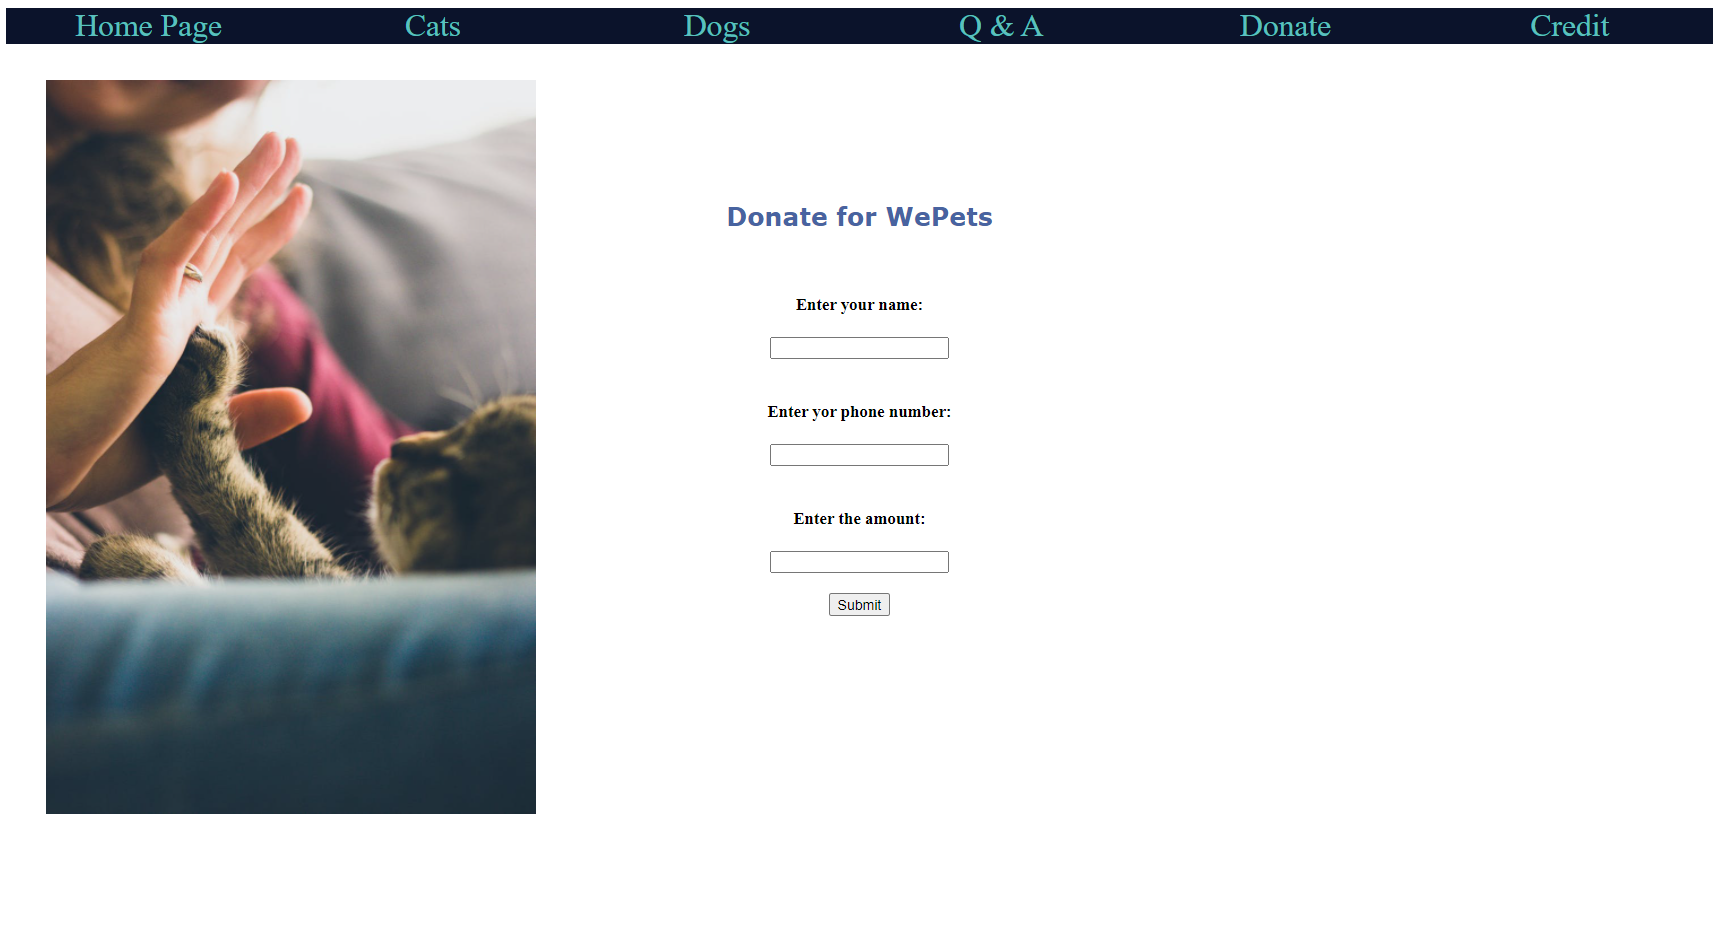 Home Page Cats Dogs Q & A Donate Credit
Donate for WePets
Enter your name:
Enter yor phone number:
Enter the amount:
Submit